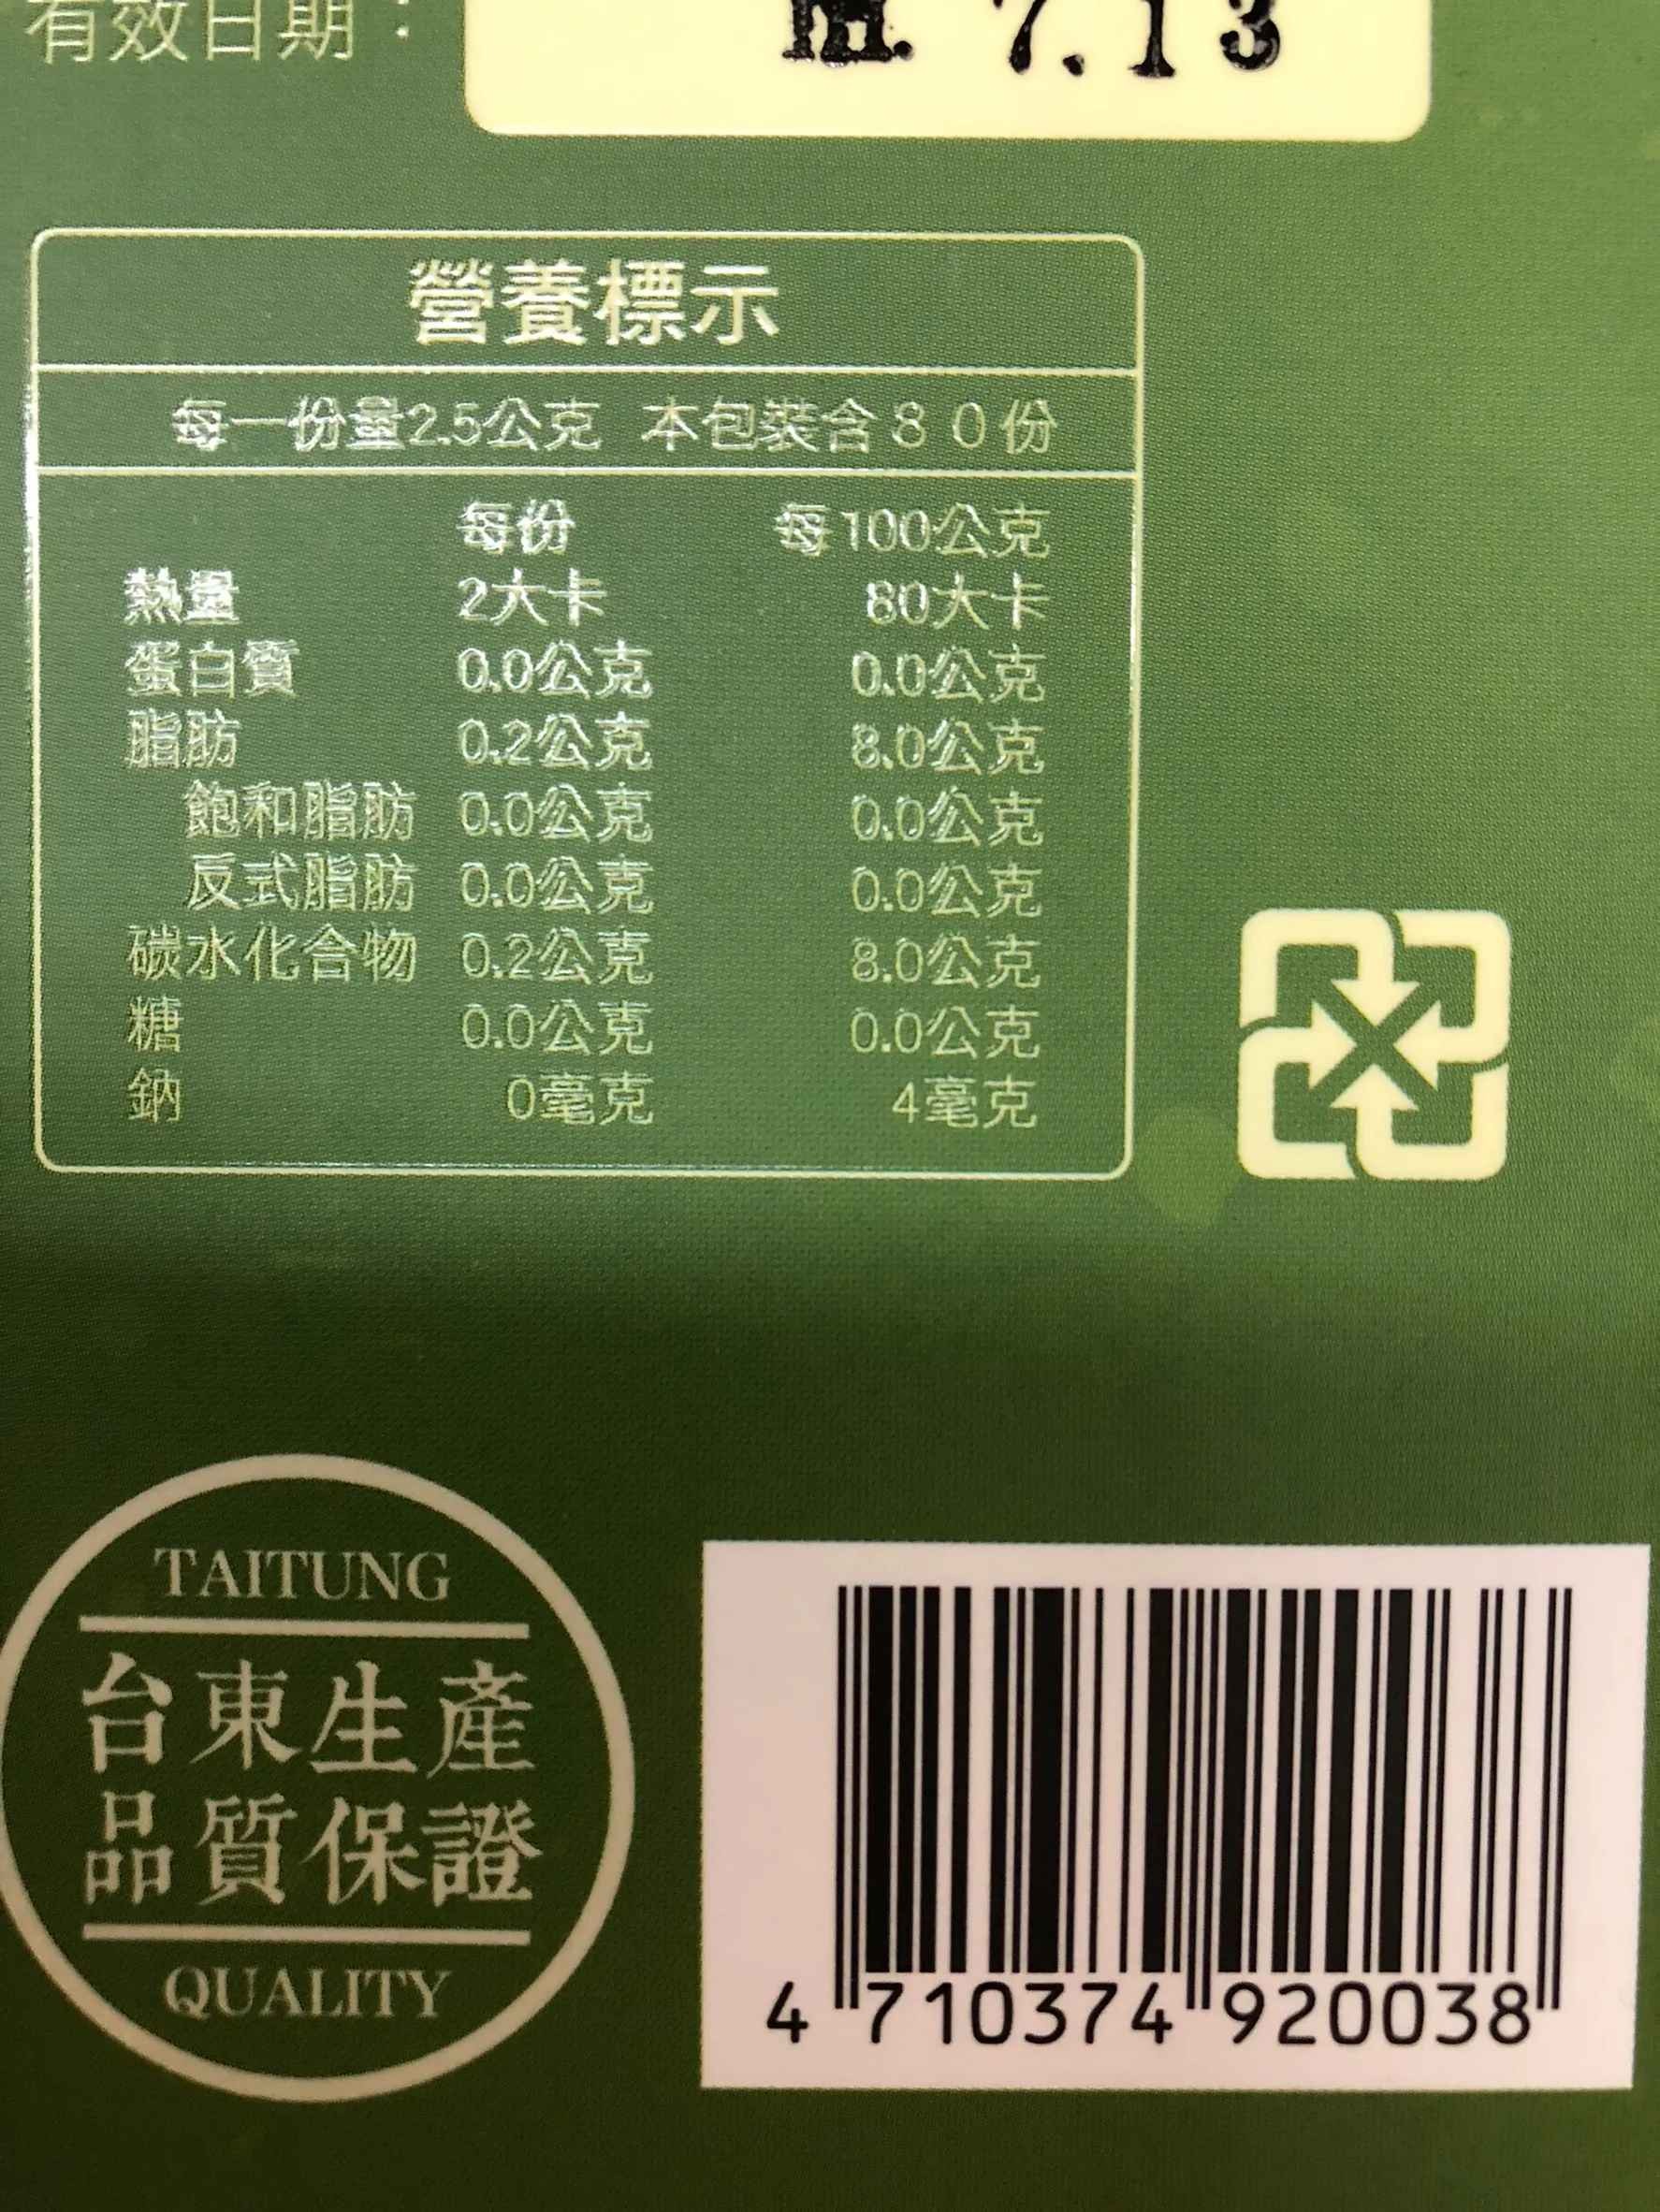 有效日期：
7.13
營養標示
每一份量2.5公克 本包裝含80份
每份 每100公克
熱量 2大卡 80大卡
蛋白質 0.0公克 0.0公克
脂肪 0.2公克 8.0公克
飽和脂肪 0.0公克 0.0公克
反式脂肪 0.0公克 0.0公克
碳水化合物 0.2公克 8.0公克
糖 0.0公克 0.0公克
鈉 0毫克 4毫克
TAITUNG
台東生產
品質保證
QUALITY
4 710374 920038